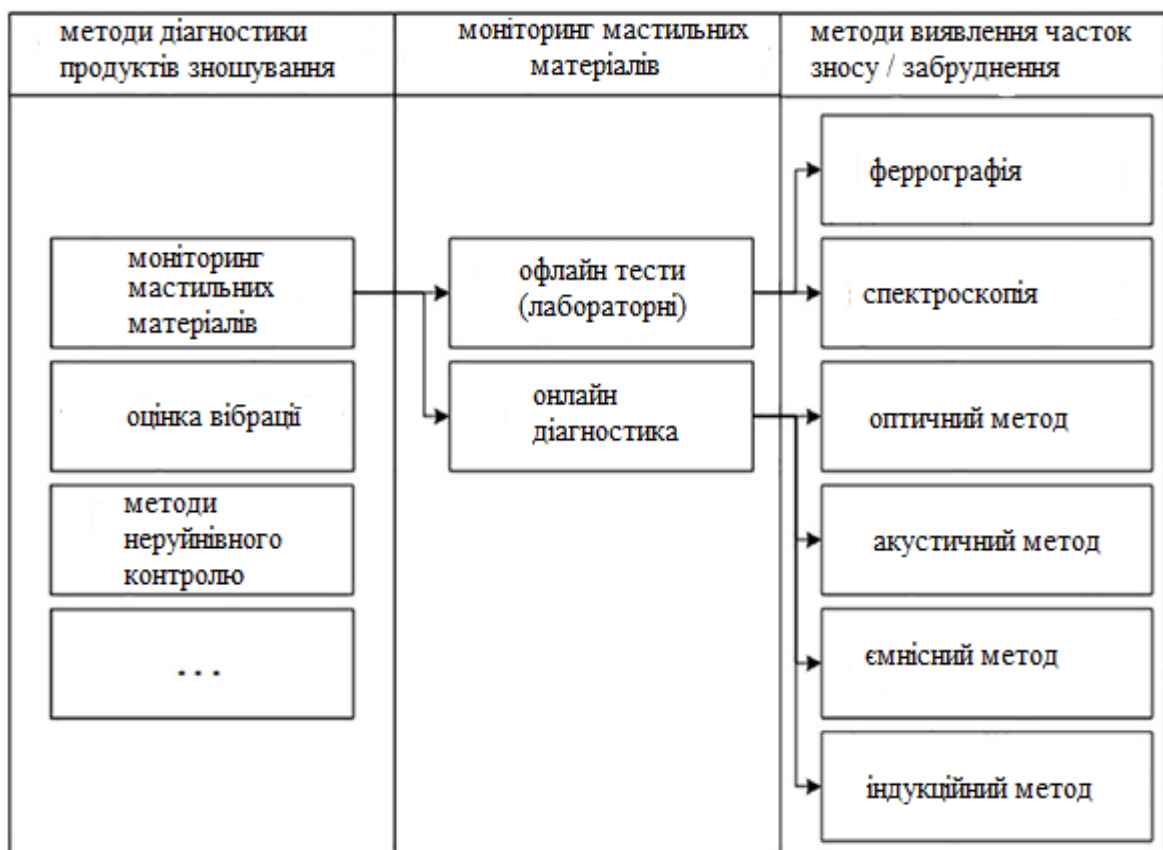 методи діагностики
продуктів зношування
моніторинг мастильних
матеріалів
методи виявлення часток
зносу / забруднення
моніторинг
мастильних
матеріалів
оцінка вібрації
методи
неруйнівного
контролю
...
офлайн тести
(лабораторні)
онлайн
діагностика
феррографія
спектроскопія
оптичний метод
акустичний метод
ємнісний метод
індукційний метод